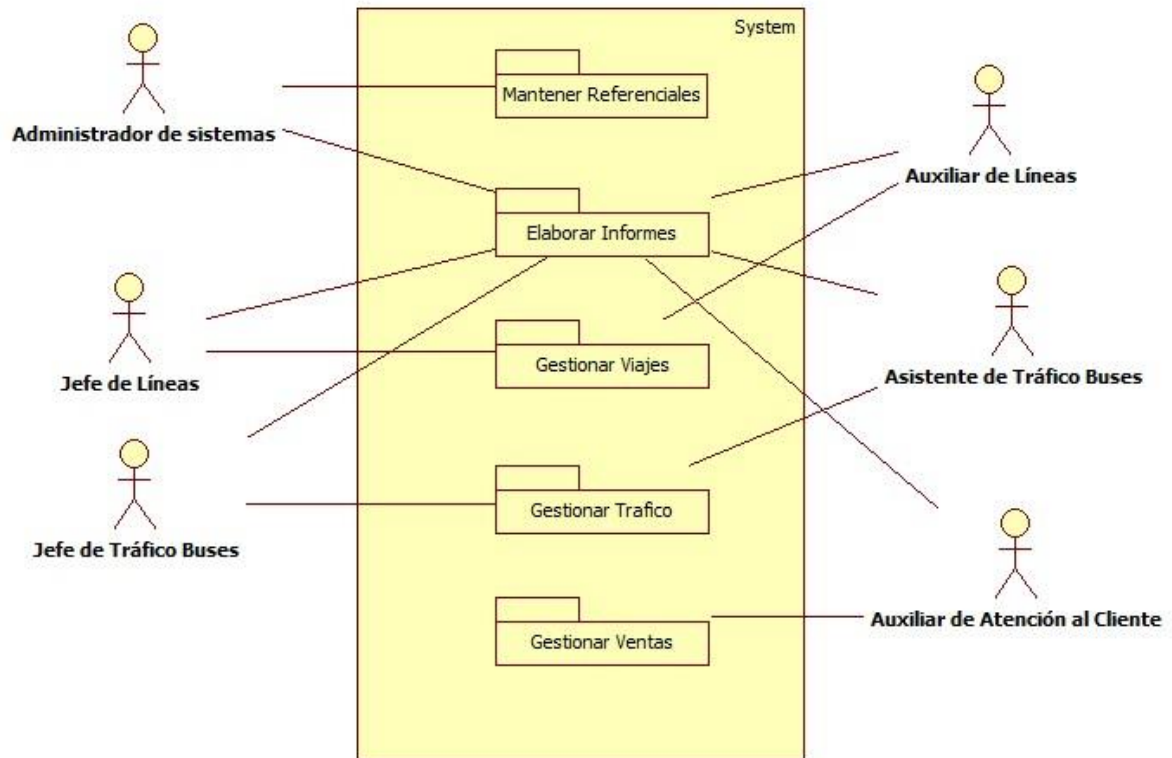 System
Administrador de sistemas
Mantener Referenciales
Auxiliar de Líneas
Elaborar Informes
Jefe de Líneas
Gestionar Viajes
Asistente de Tráfico Buses
Jefe de Tráfico Buses
Gestionar Trafico
Auxiliar de Atención al Cliente
Gestionar Ventas